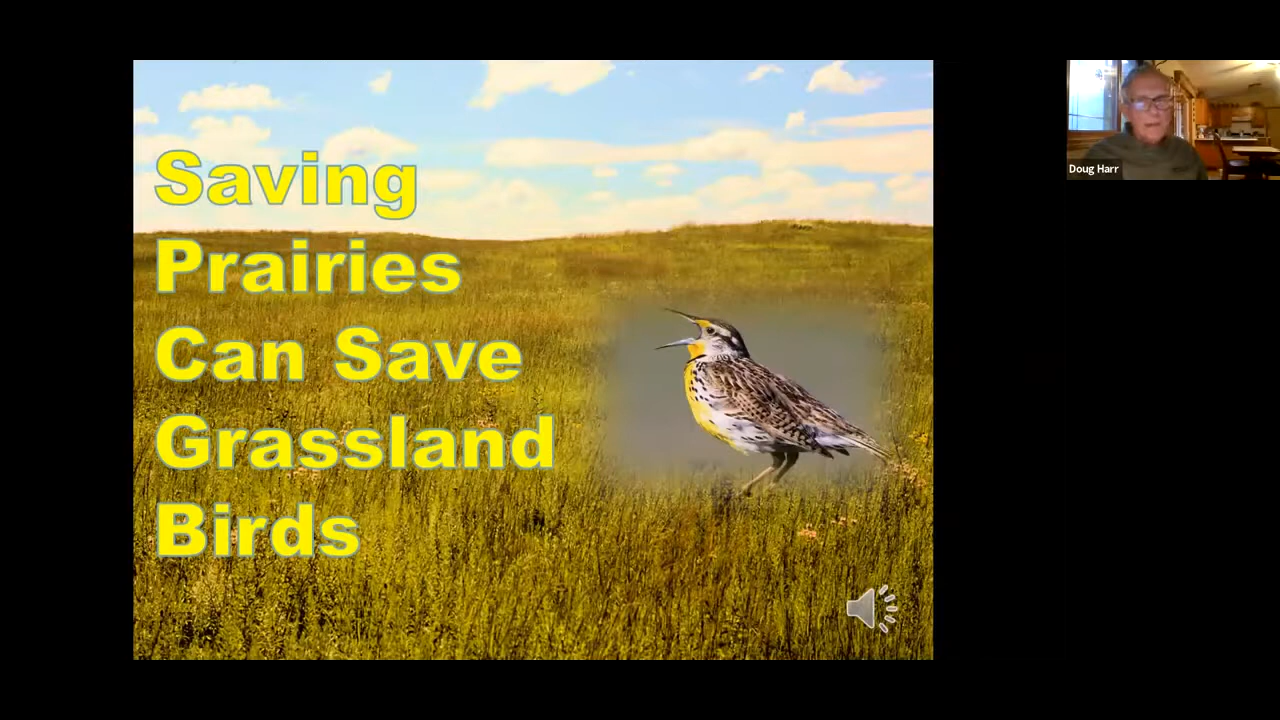 Saving
Prairies
Can Save
Grassland
Birds
Doug Harr